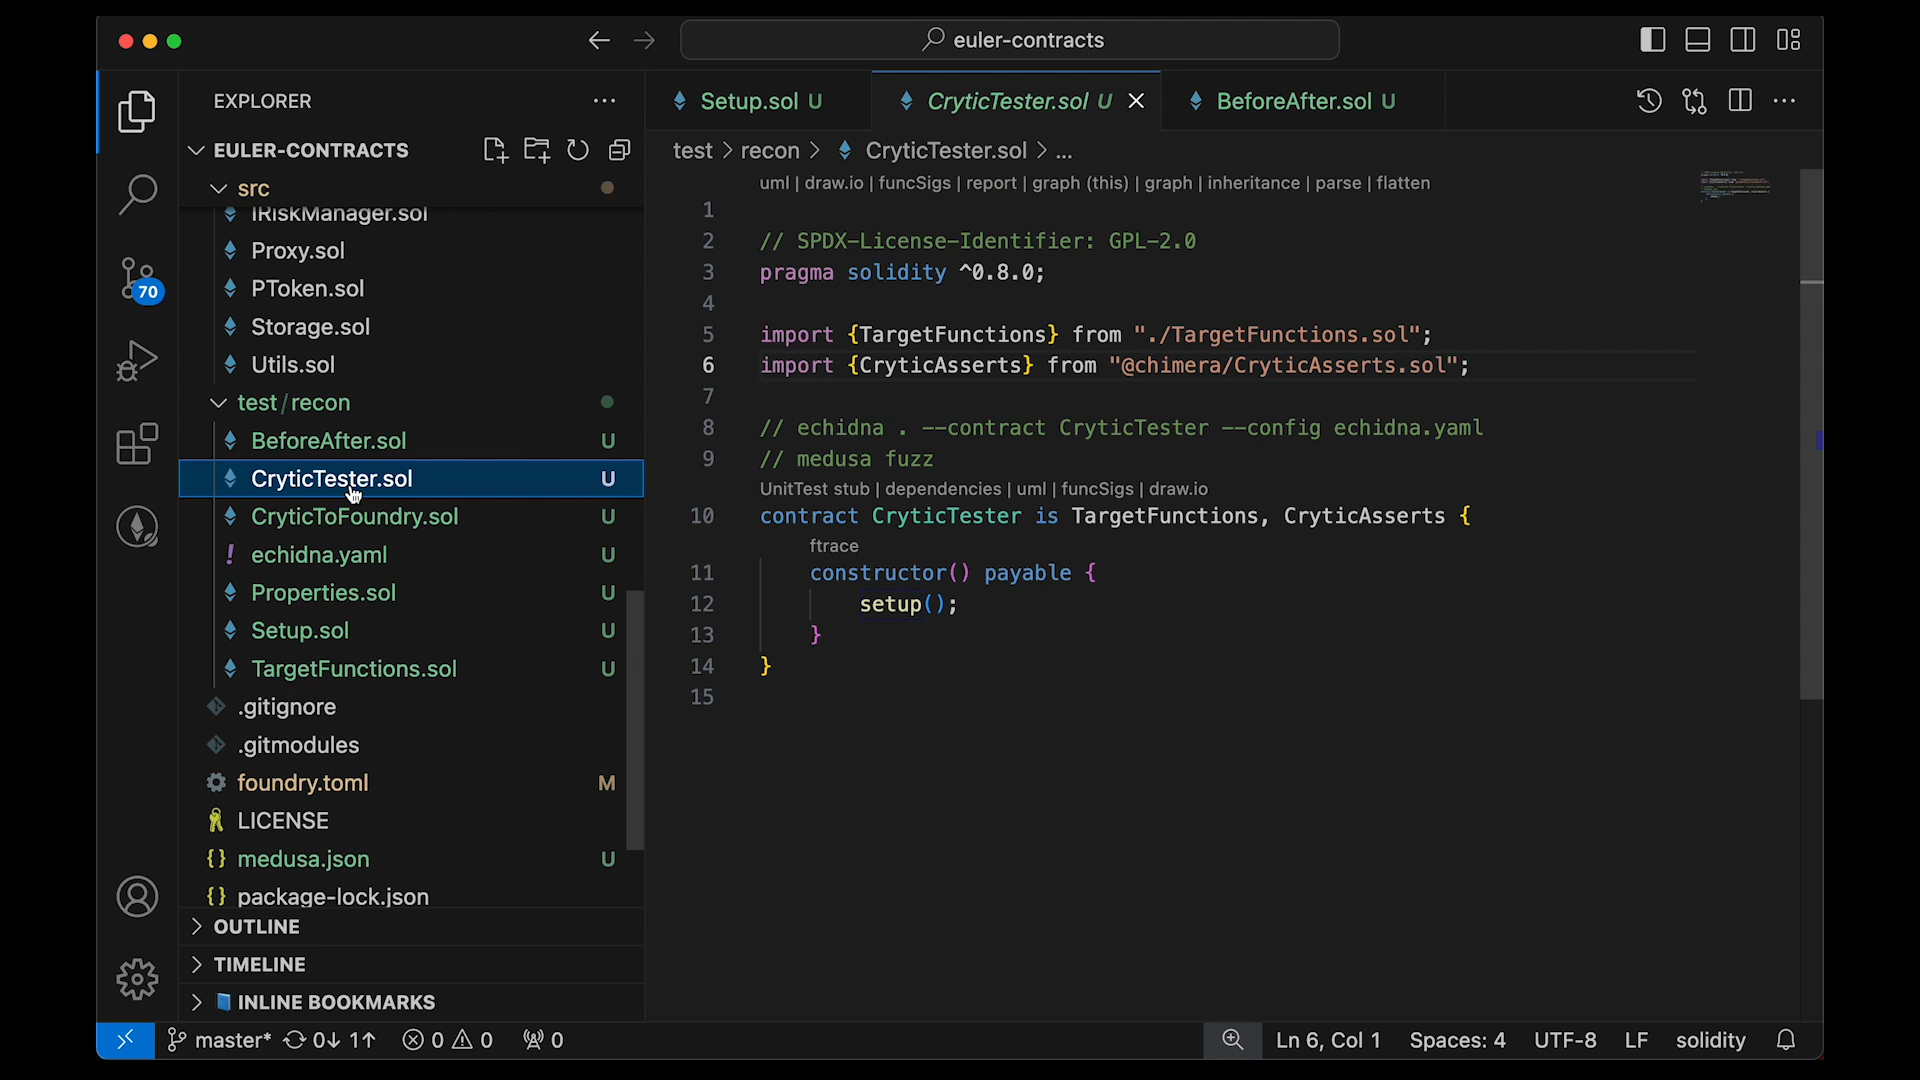 euler-contracts
EXPLORER
EULER-CONTRACTS
src
IRiskManager.sol
Proxy.sol
PToken.sol
Storage.sol
Utils.sol
test/recon
BeforeAfter.sol U
CrypticTester.sol U
CryticToFoundry.sol U
echidna.yaml U
Properties.sol U
Setup.sol U
TargetFunctions.sol U
.gitignore
.gitmodules
foundry.toml M
LICENSE
medusa.json U
package-lock.json
OUTLINE
TIMELINE
INLINE BOOKMARKS
70
Setup.sol U
CryticTester.sol U
BeforeAfter.sol U
test > recon > CryticTester.sol > ...
uml | draw.io | funcSigs | report | graph (this) | graph | inheritance | parse | flatten
1
2 // SPDX-License-Identifier: GPL-2.0
3 pragma solidity ^0.8.0;
4
5 import {TargetFunctions} from "./TargetFunctions.sol";
6 import {CryticAsserts} from "@chimera/CryticAsserts.sol";
7
8 // echidna . --contract CryticTester --config echidna.yaml
9 // medusa fuzz
UnitTest stub | dependencies | uml | funcSigs | draw.io
10 contract CryticTester is TargetFunctions, CryticAsserts {
ftrace
11 constructor() payable {
12 setup();
13 }
14 }
15
master* 0↓ 1↑ 0 0 0
Ln 6, Col 1 Spaces: 4 UTF-8 LF solidity